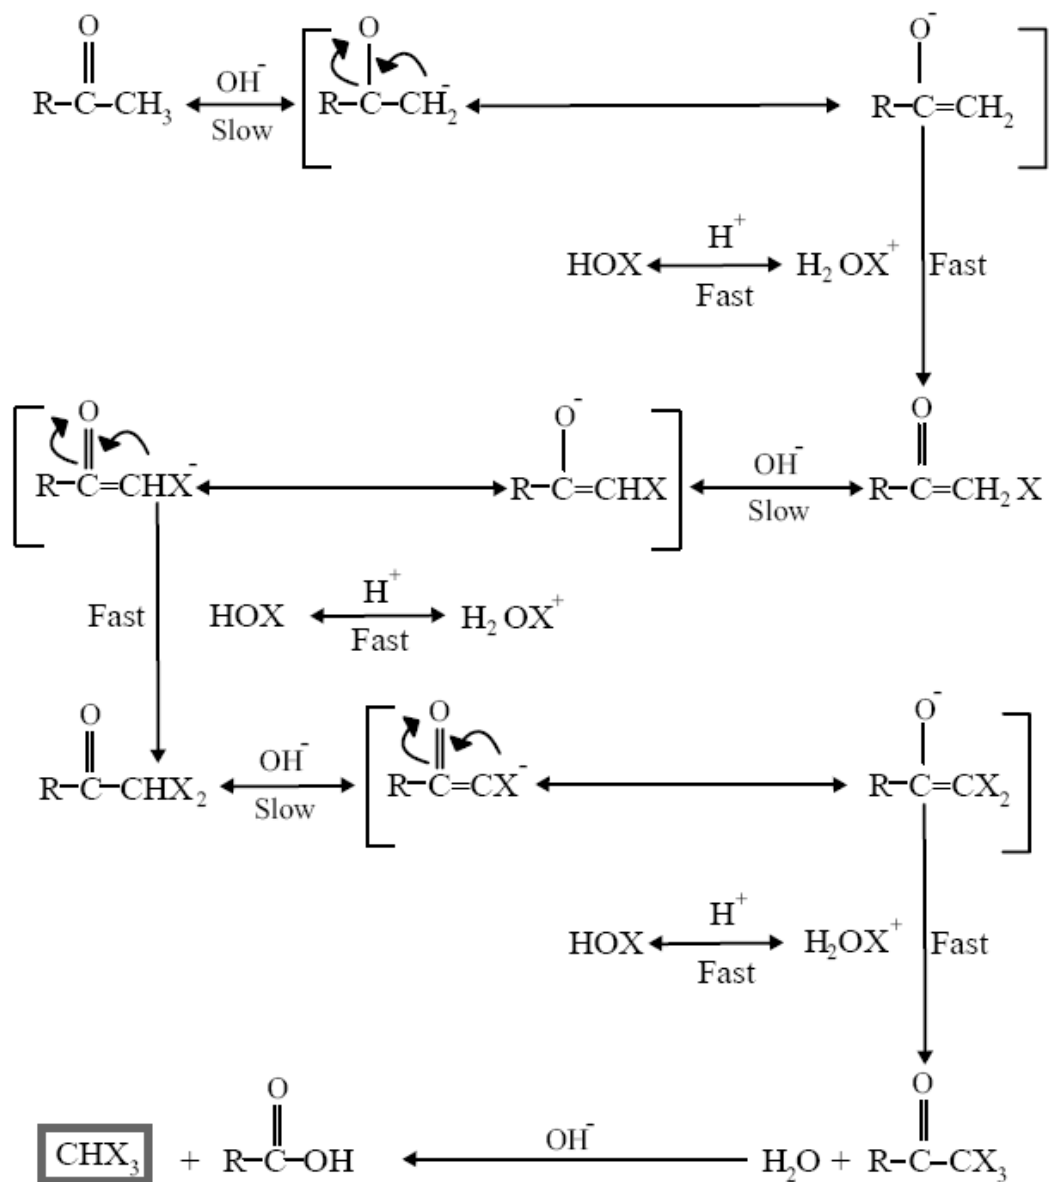 O O O⁻
R–C–CH₃ OH⁻ Slow R–C–CH₂⁻ R–C=CH₂
HOX H⁺ Fast H₂OX⁺ Fast
O O⁻ O
R–C=CHX⁻ R–C=CHX OH⁻ Slow R–C=CH₂X
Fast HOX H⁺ Fast H₂OX⁺
O O O⁻
R–C–CHX₂ OH⁻ Slow R–C=CX⁻ R–C=CX₂
HOX H⁺ Fast H₂OX⁺ Fast
O O
CHX₃ + R–C–OH OH⁻ H₂O + R–C–CX₃